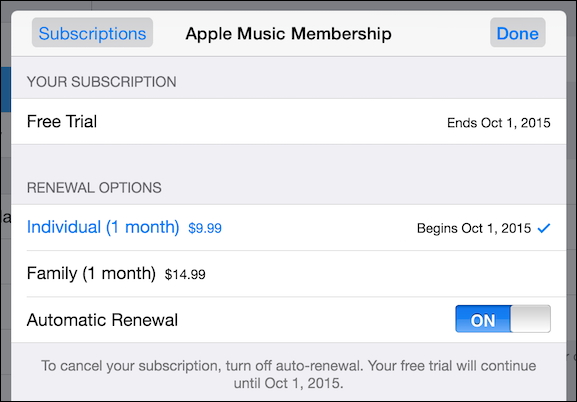 Subscriptions Apple Music Membership Done
YOUR SUBSCRIPTION
Free Trial Ends Oct 1, 2015
RENEWAL OPTIONS
Individual (1 month) $9.99 Begins Oct 1, 2015
Family (1 month) $14.99
Automatic Renewal ON
To cancel your subscription, turn off auto-renewal. Your free trial will continue
until Oct 1, 2015.